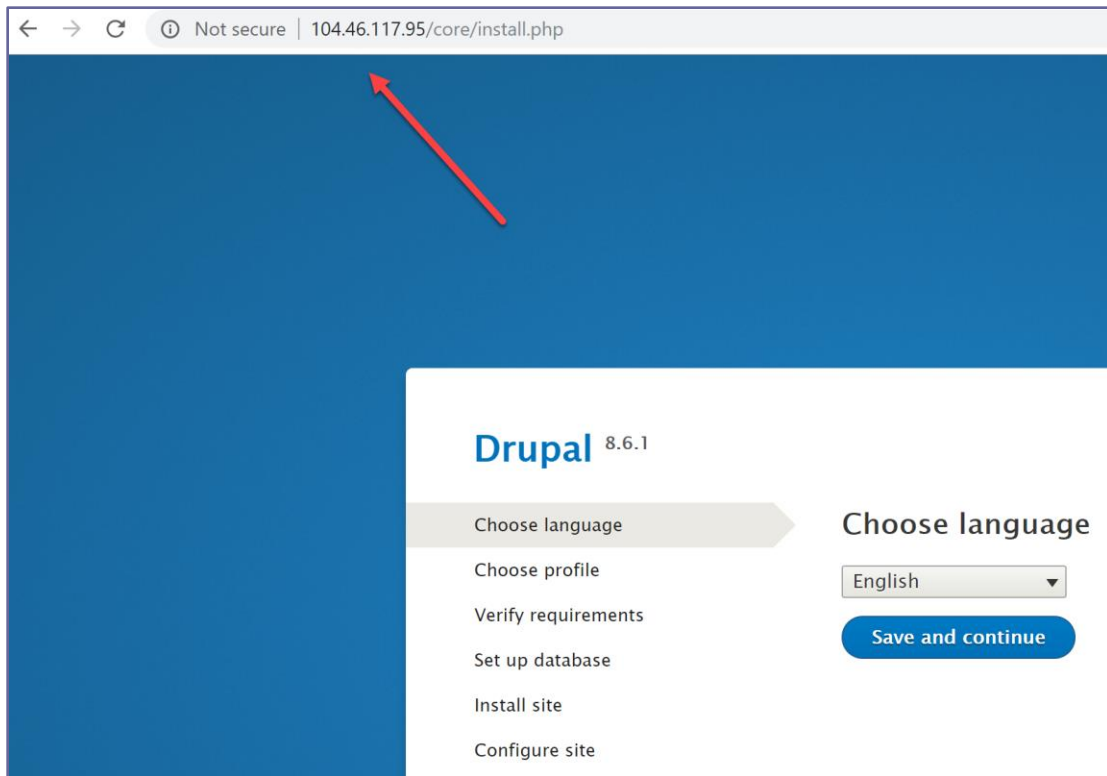 Not secure | 104.46.117.95/core/install.php
Drupal 8.6.1
Choose language
Choose profile
Verify requirements
Set up database
Install site
Configure site
Choose language
English
Save and continue